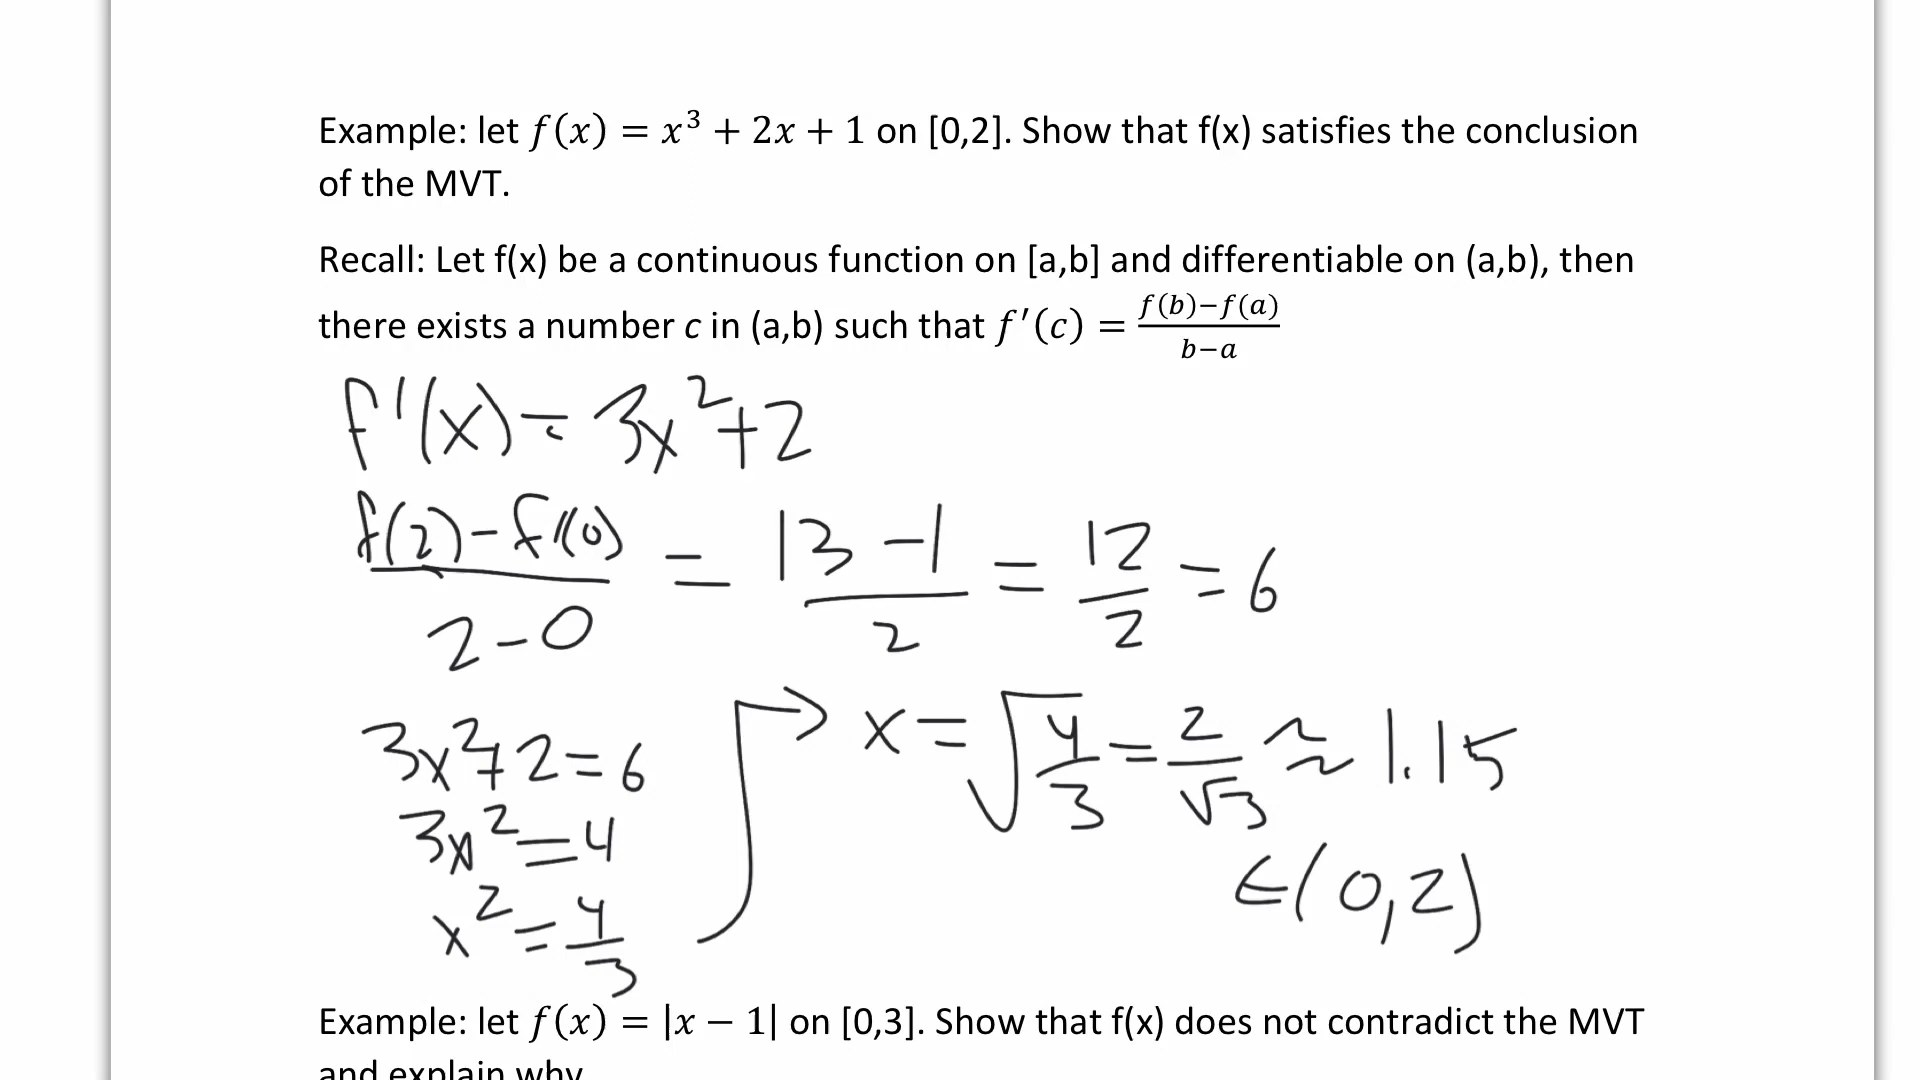 Example: let f(x) = x³ + 2x + 1 on [0,2]. Show that f(x) satisfies the conclusion
of the MVT.
Recall: Let f(x) be a continuous function on [a,b] and differentiable on (a,b), then
there exists a number c in (a,b) such that f′(c) = (f(b)−f(a))/(b−a)
f'(x) = 3x²+2
(f(2)-f(0))/(2-0) = (13-1)/2 = 12/2 = 6
3x²+2=6
3x²=4
x²=4/3
→ x=√(4/3) = 2/√3 ≈ 1.15
∈(0,2)
Example: let f(x) = |x − 1| on [0,3]. Show that f(x) does not contradict the MVT
and explain why